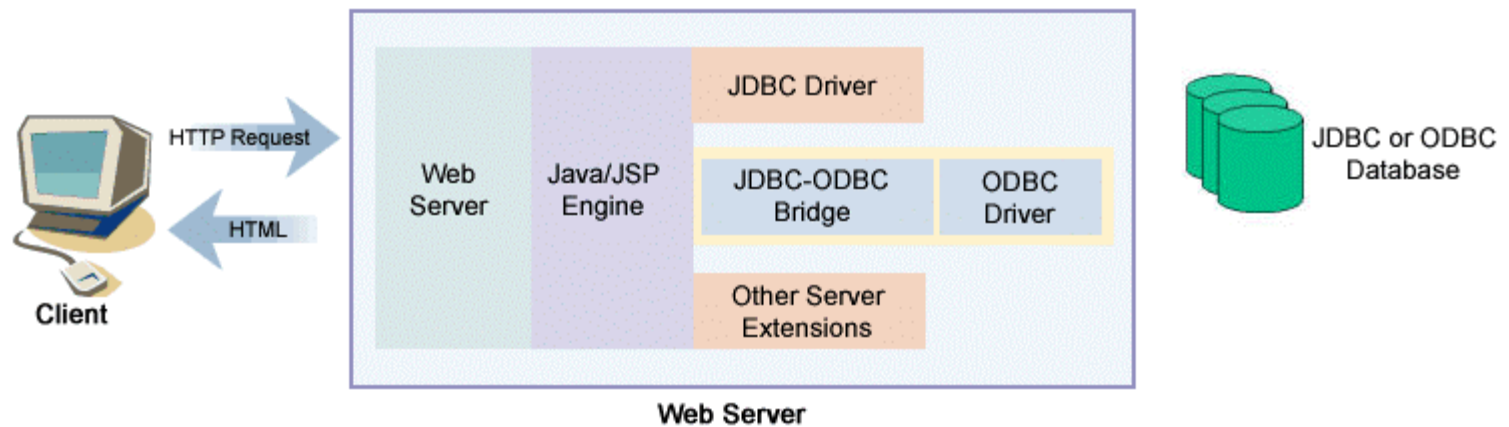 HTTP Request
HTML
Client
Web
Server
Java/JSP
Engine
JDBC Driver
JDBC-ODBC
Bridge
ODBC
Driver
Other Server
Extensions
Web Server
JDBC or ODBC
Database